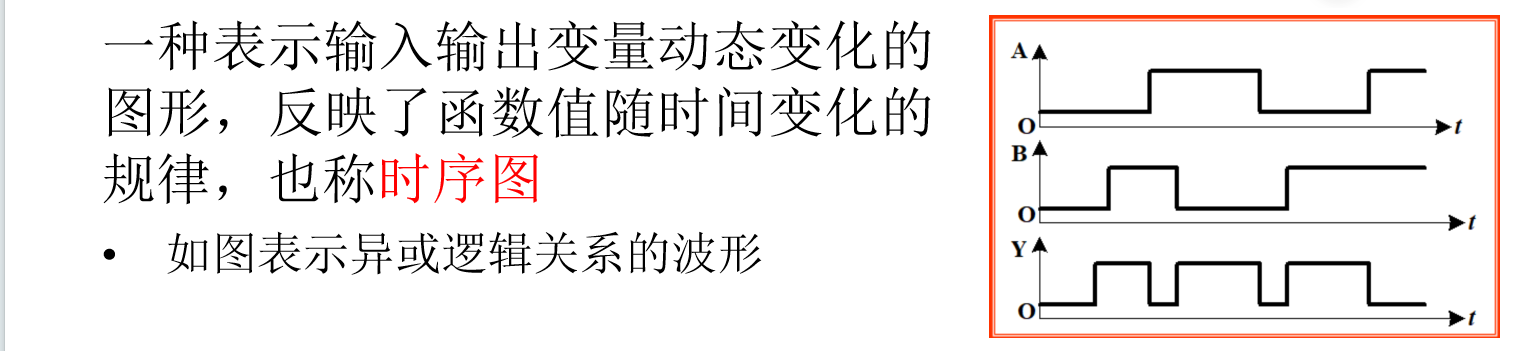 一种表示输入输出变量动态变化的
图形，反映了函数值随时间变化的
规律，也称时序图
• 如图表示异或逻辑关系的波形
A
O
t
B
O
t
Y
O
t